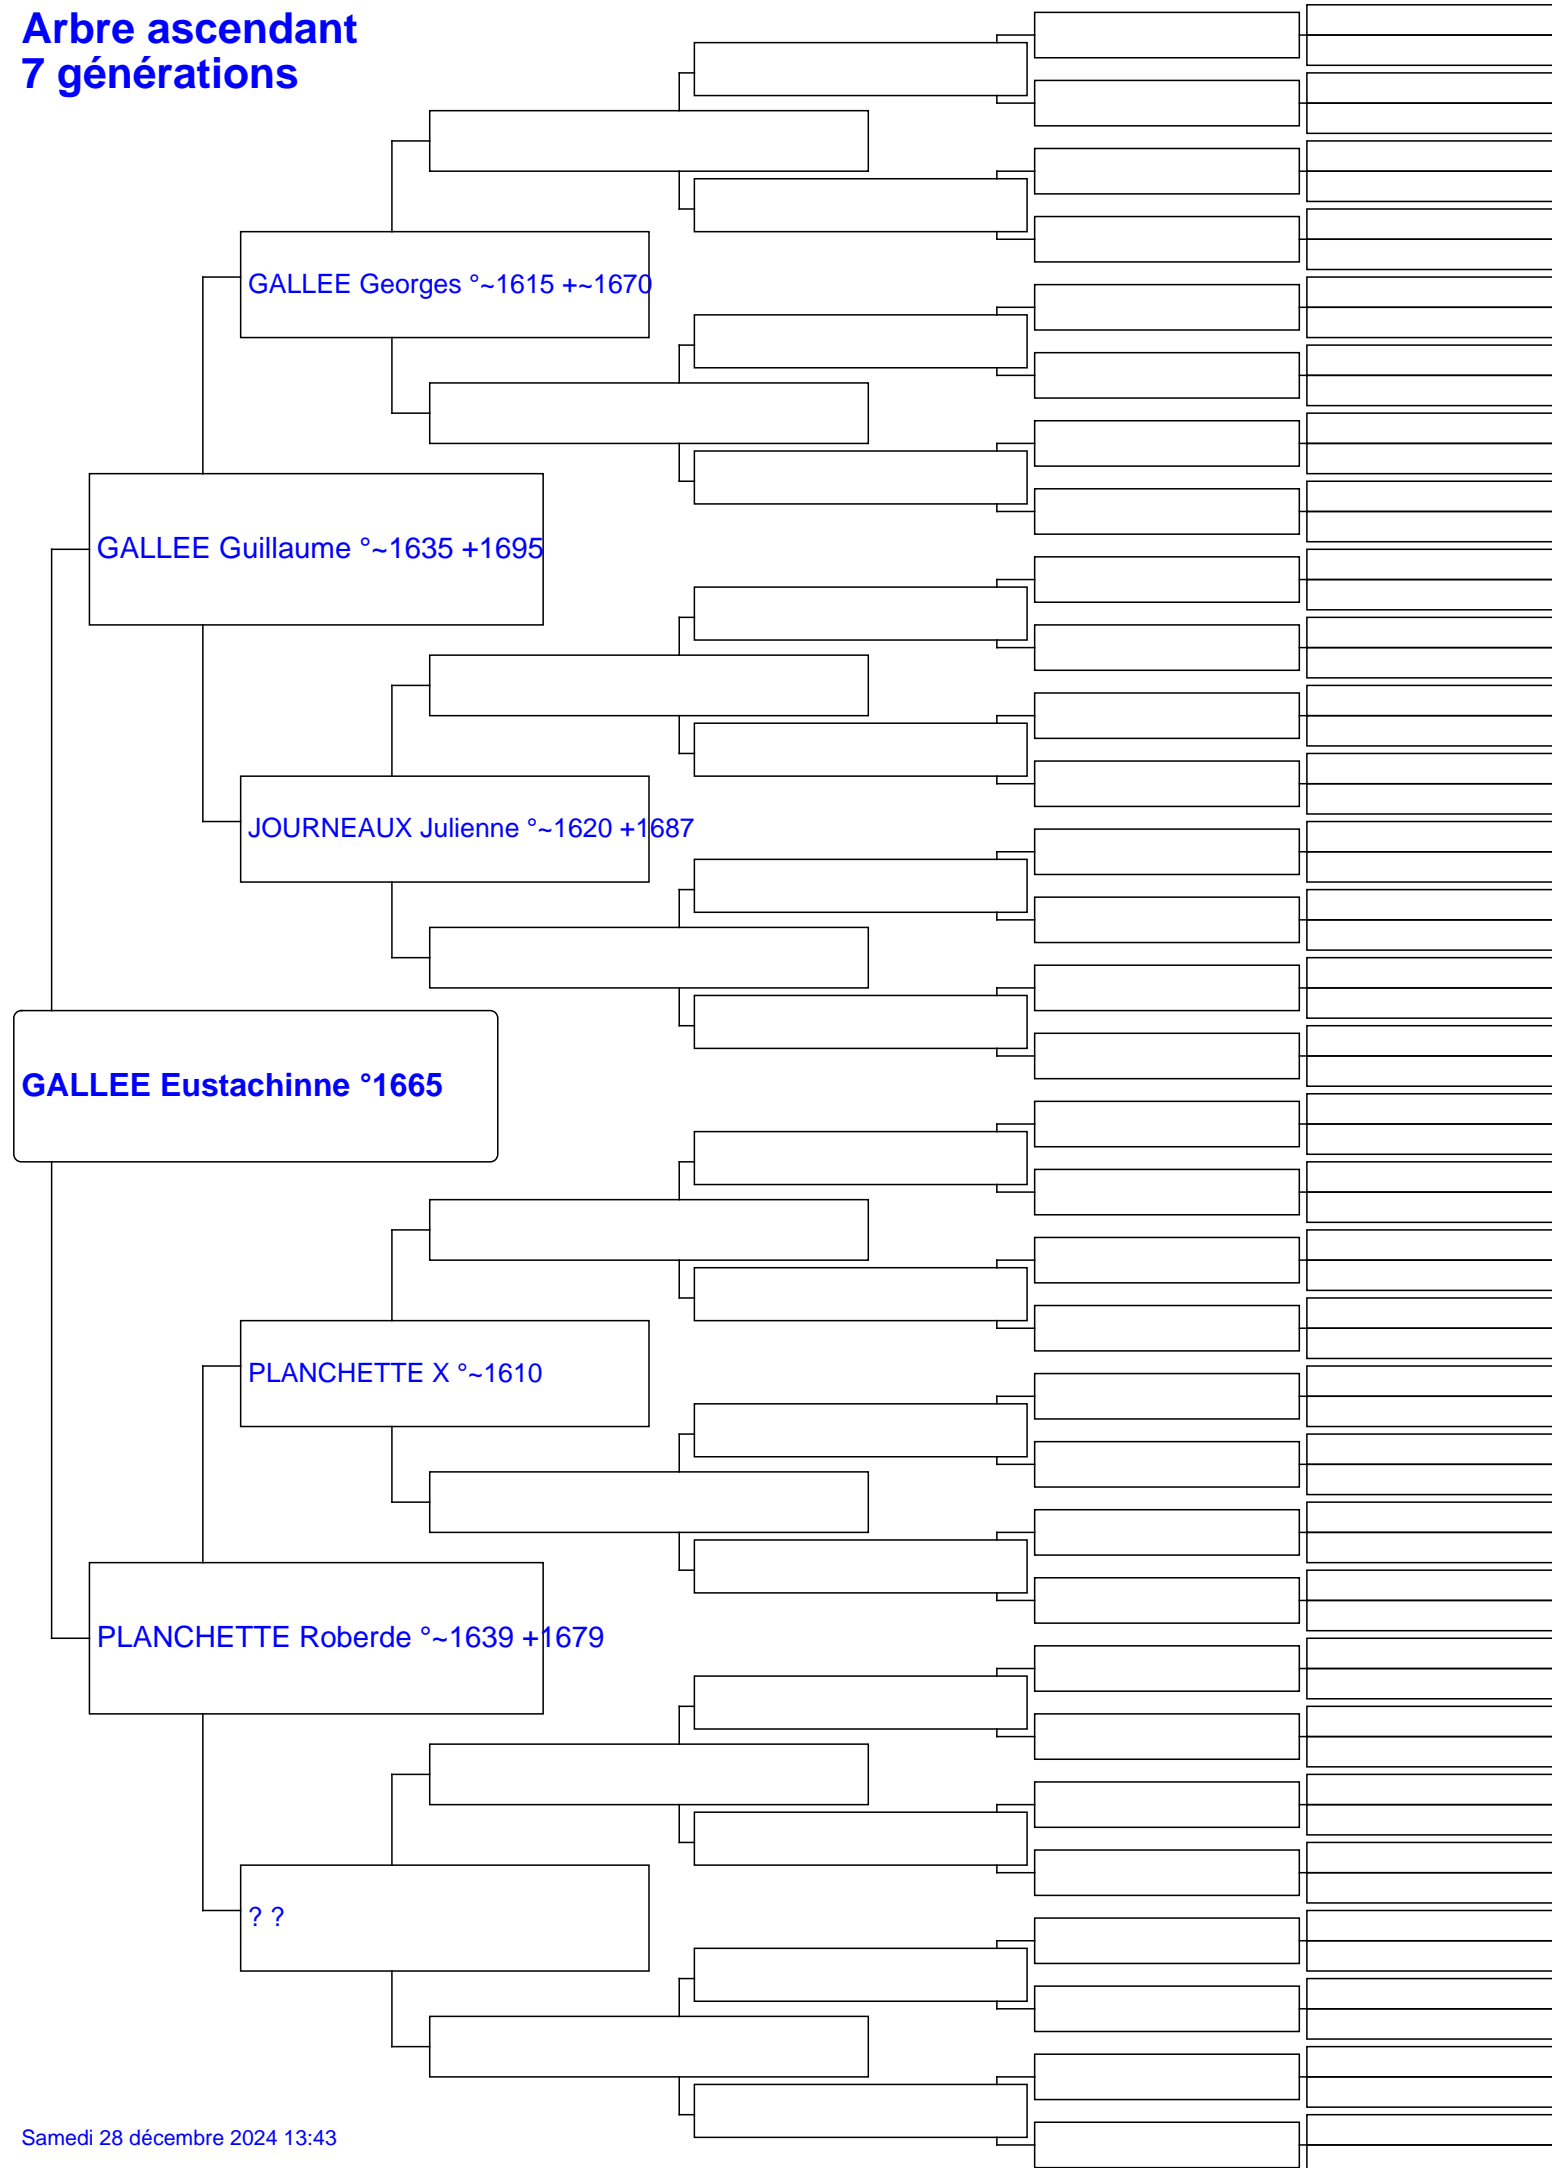 Arbre ascendant
7 générations
GALLEE Georges °~1615 +~1670
GALLEE Guillaume °~1635 +1695
JOURNEAUX Julienne °~1620 +1687
GALLEE Eustachinne °1665
PLANCHETTE X °~1610
PLANCHETTE Roberde °~1639 +1679
? ?
Samedi 28 décembre 2024 13:43